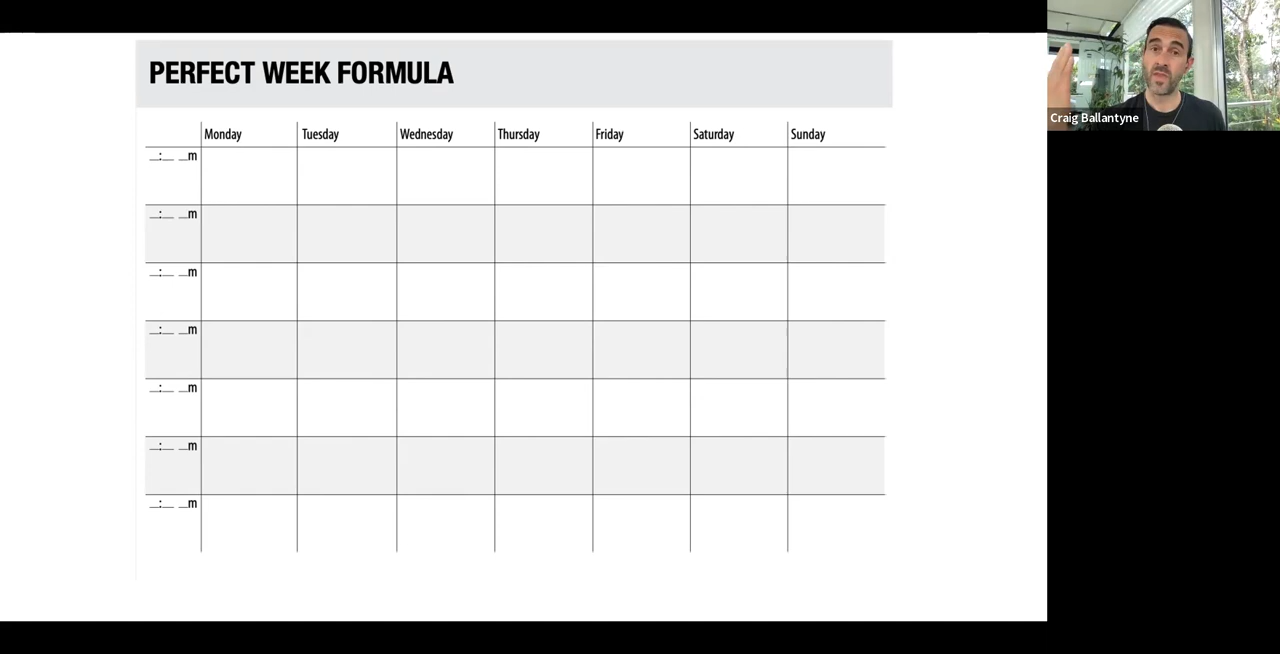 PERFECT WEEK FORMULA
Craig Ballantyne
Monday Tuesday Wednesday Thursday Friday Saturday Sunday
__:__ __m
__:__ __m
__:__ __m
__:__ __m
__:__ __m
__:__ __m
__:__ __m